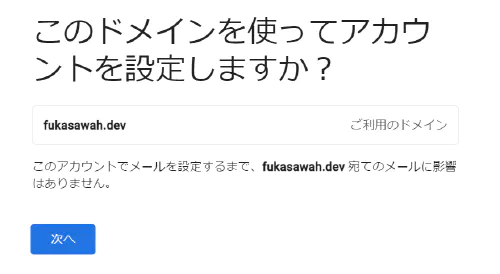 このドメインを使ってアカウ
ントを設定しますか？
fukasawah.dev ご利用のドメイン
このアカウントでメールを設定するまで、fukasawah.dev 宛てのメールに影響
はありません。
次へ